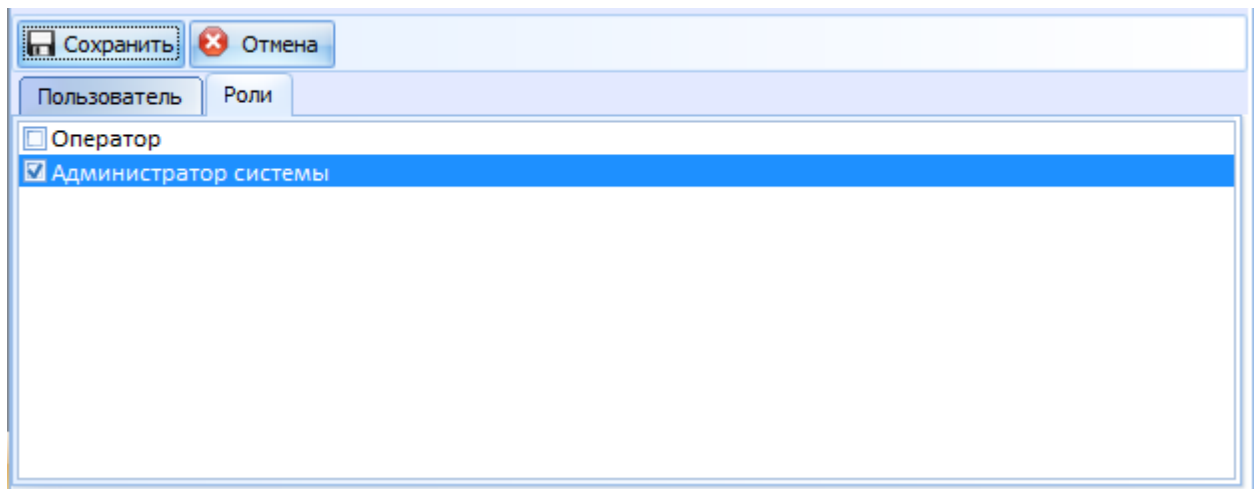 Сохранить Отмена
Пользователь Роли
Оператор
Администратор системы